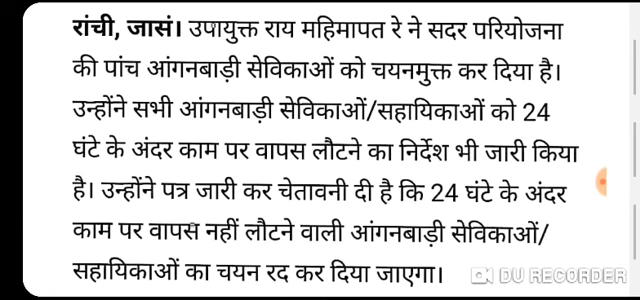 रांची, जासं। उपायुक्त राय महिमापत रे ने सदर परियोजना
की पांच आंगनबाड़ी सेविकाओं को चयनमुक्त कर दिया है।
उन्होंने सभी आंगनबाड़ी सेविकाओं/सहायिकाओं को 24
घंटे के अंदर काम पर वापस लौटने का निर्देश भी जारी किया
है। उन्होंने पत्र जारी कर चेतावनी दी है कि 24 घंटे के अंदर
काम पर वापस नहीं लौटने वाली आंगनबाड़ी सेविकाओं/
सहायिकाओं का चयन रद कर दिया जाएगा।
DU RECORDER